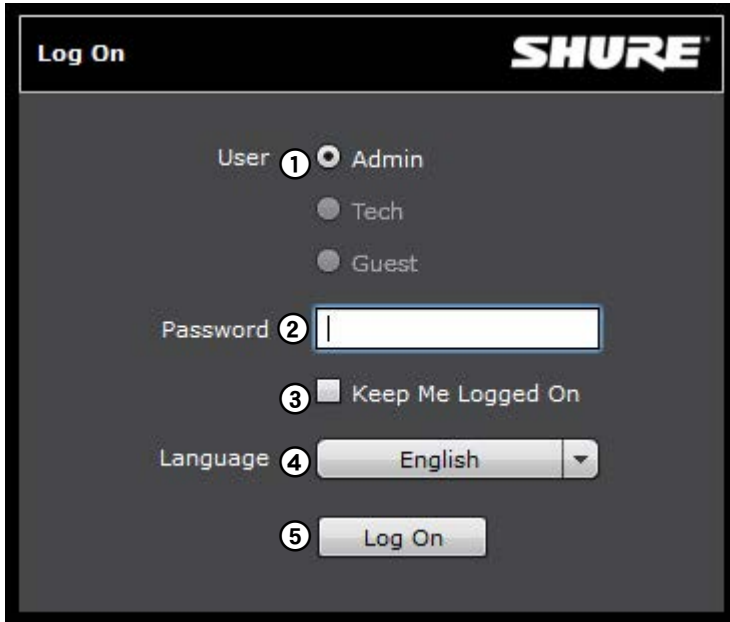 Log On SHURE
User ① Admin
Tech
Guest
Password ②
③ Keep Me Logged On
Language ④ English
⑤ Log On